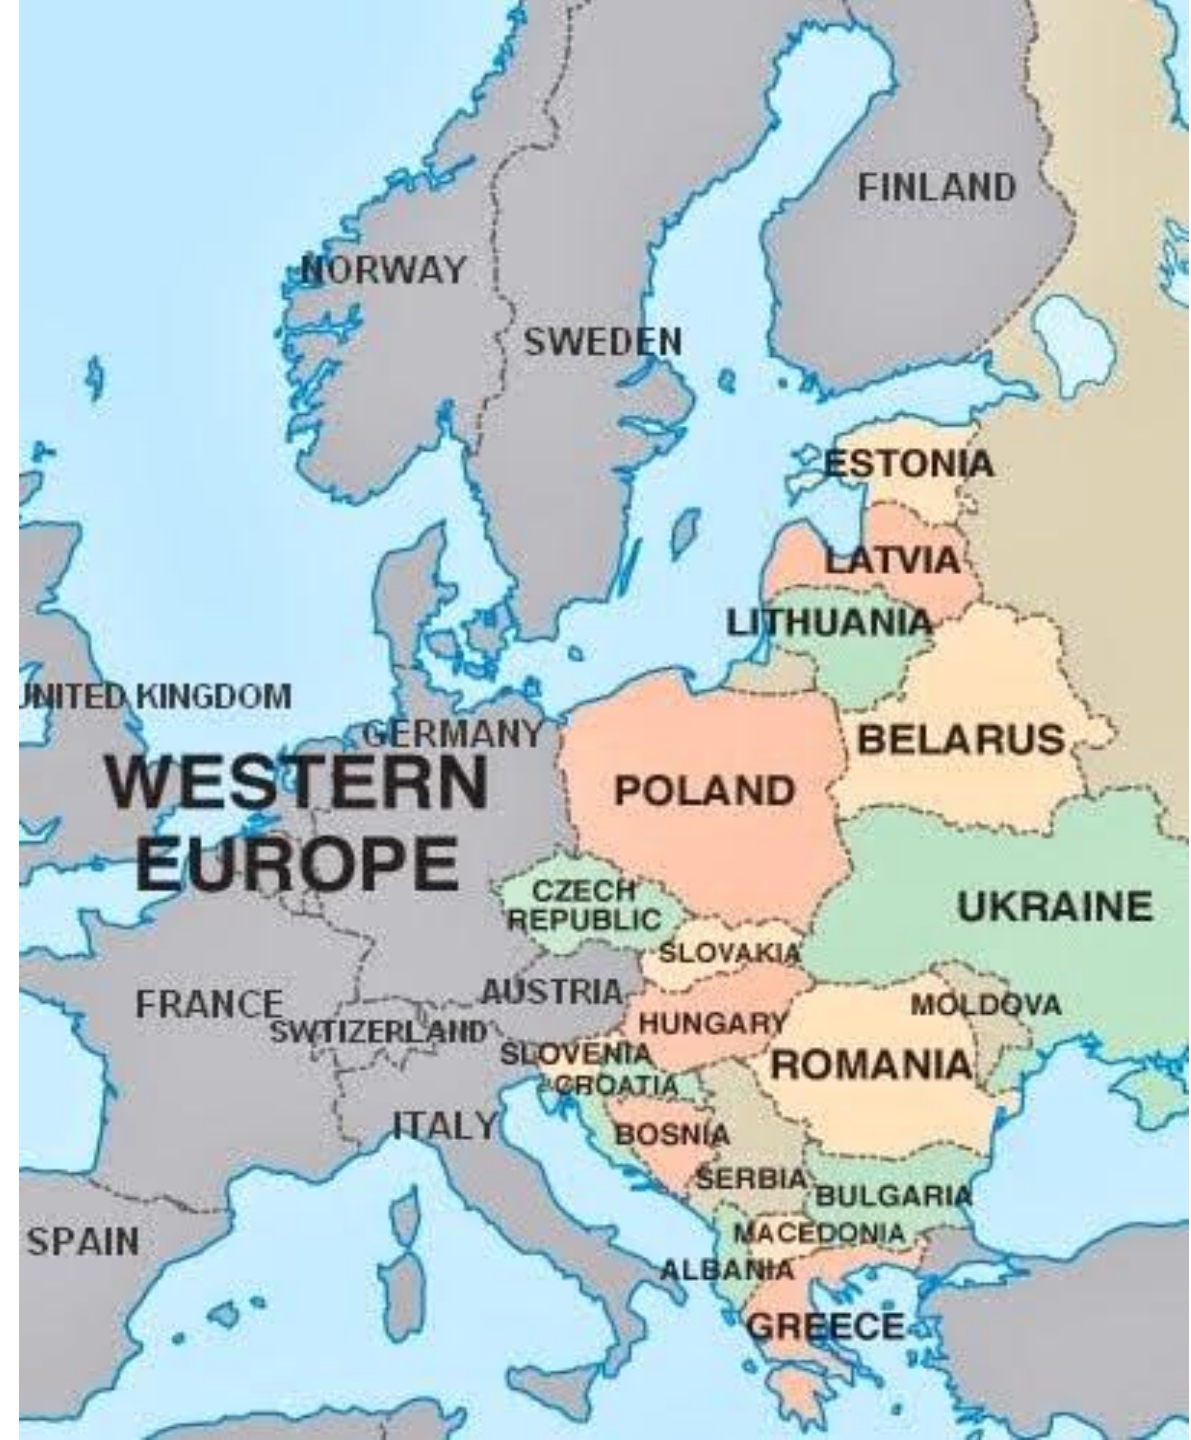 FINLAND
NORWAY
SWEDEN
ESTONIA
LATVIA
LITHUANIA
UNITED KINGDOM
GERMANY
BELARUS
WESTERN
EUROPE
POLAND
CZECH
REPUBLIC
UKRAINE
SLOVAKIA
AUSTRIA
FRANCE
MOLDOVA
SWTIZERLAND
HUNGARY
SLOVENIA
ROMANIA
CROATIA
ITALY
BOSNIA
SERBIA
BULGARIA
SPAIN
MACEDONIA
ALBANIA
GREECE